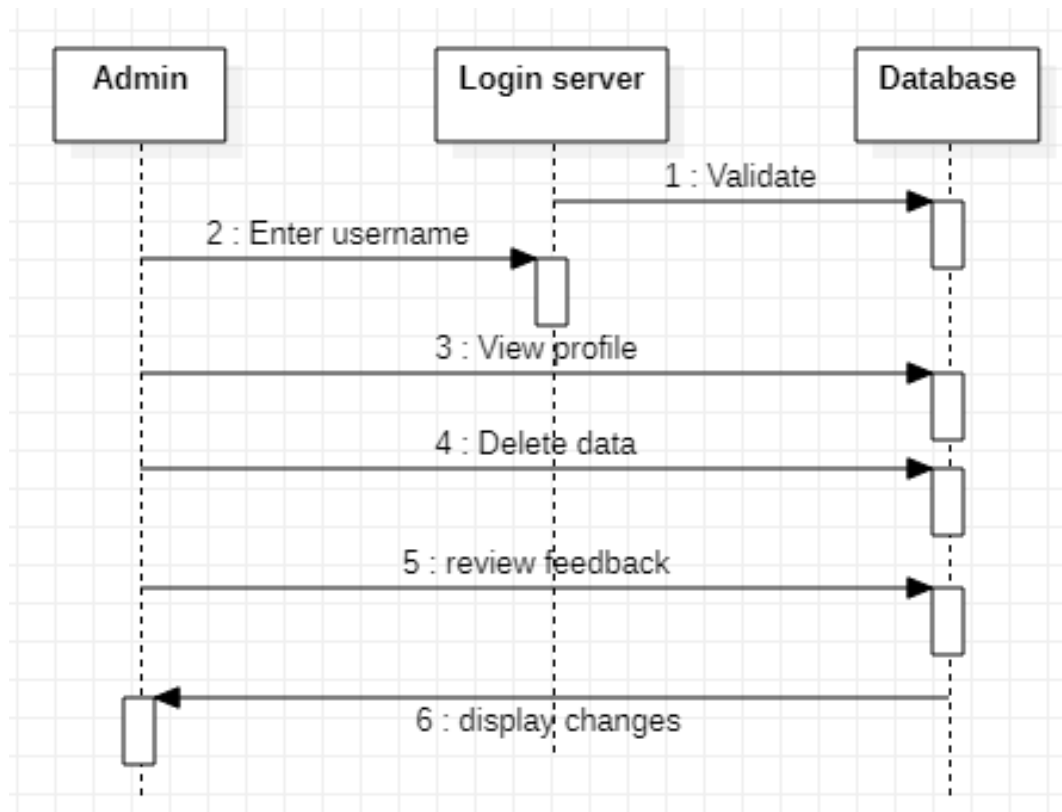 Admin
Login server
Database
1 : Validate
2 : Enter username
3 : View profile
4 : Delete data
5 : review feedback
6 : display changes